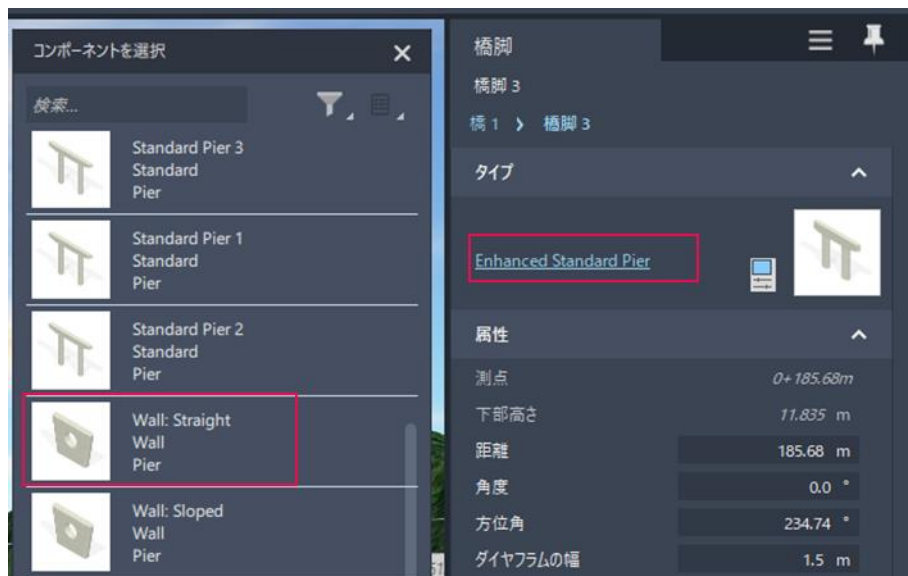 コンポーネントを選択
検索...
Standard Pier 3
Standard
Pier
Standard Pier 1
Standard
Pier
Standard Pier 2
Standard
Pier
Wall: Straight
Wall
Pier
Wall: Sloped
Wall
Pier
橋脚
橋脚 3
橋 1 › 橋脚 3
タイプ
Enhanced Standard Pier
属性
測点 0+185.68m
下部高さ 11.835 m
距離 185.68 m
角度 0.0 °
方位角 234.74 °
ダイヤフラムの幅 1.5 m